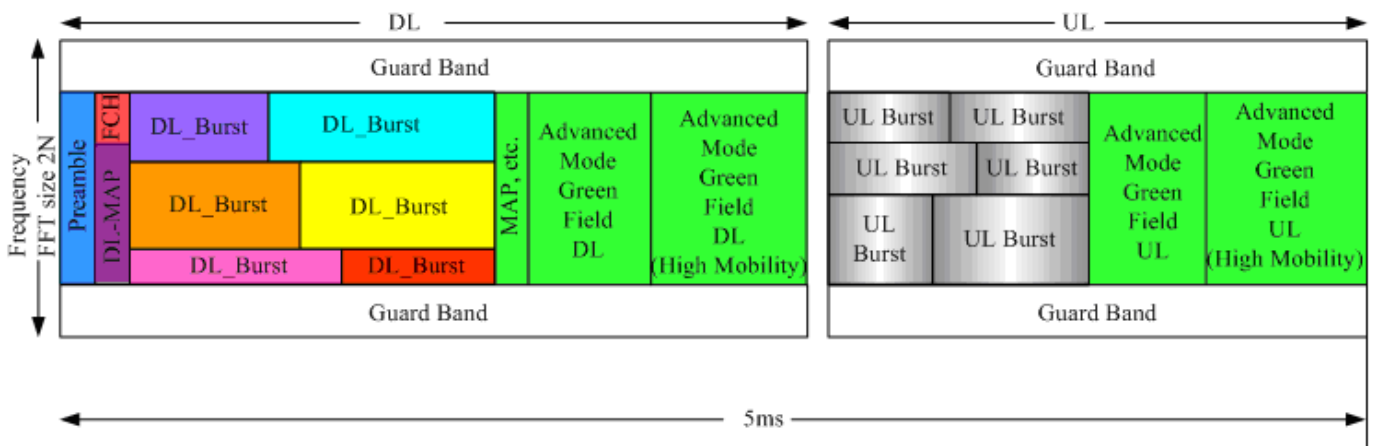 DL
UL
Guard Band
Guard Band
Frequency
FFT size 2N
Preamble
FCH
DL-MAP
DL_Burst
DL_Burst
DL_Burst
DL_Burst
DL_Burst
DL_Burst
MAP, etc.
Advanced
Mode
Green
Field
DL
Advanced
Mode
Green
Field
DL
(High Mobility)
UL Burst
UL Burst
UL Burst
UL Burst
UL
Burst
UL Burst
Advanced
Mode
Green
Field
UL
Advanced
Mode
Green
Field
UL
(High Mobility)
Guard Band
Guard Band
5ms